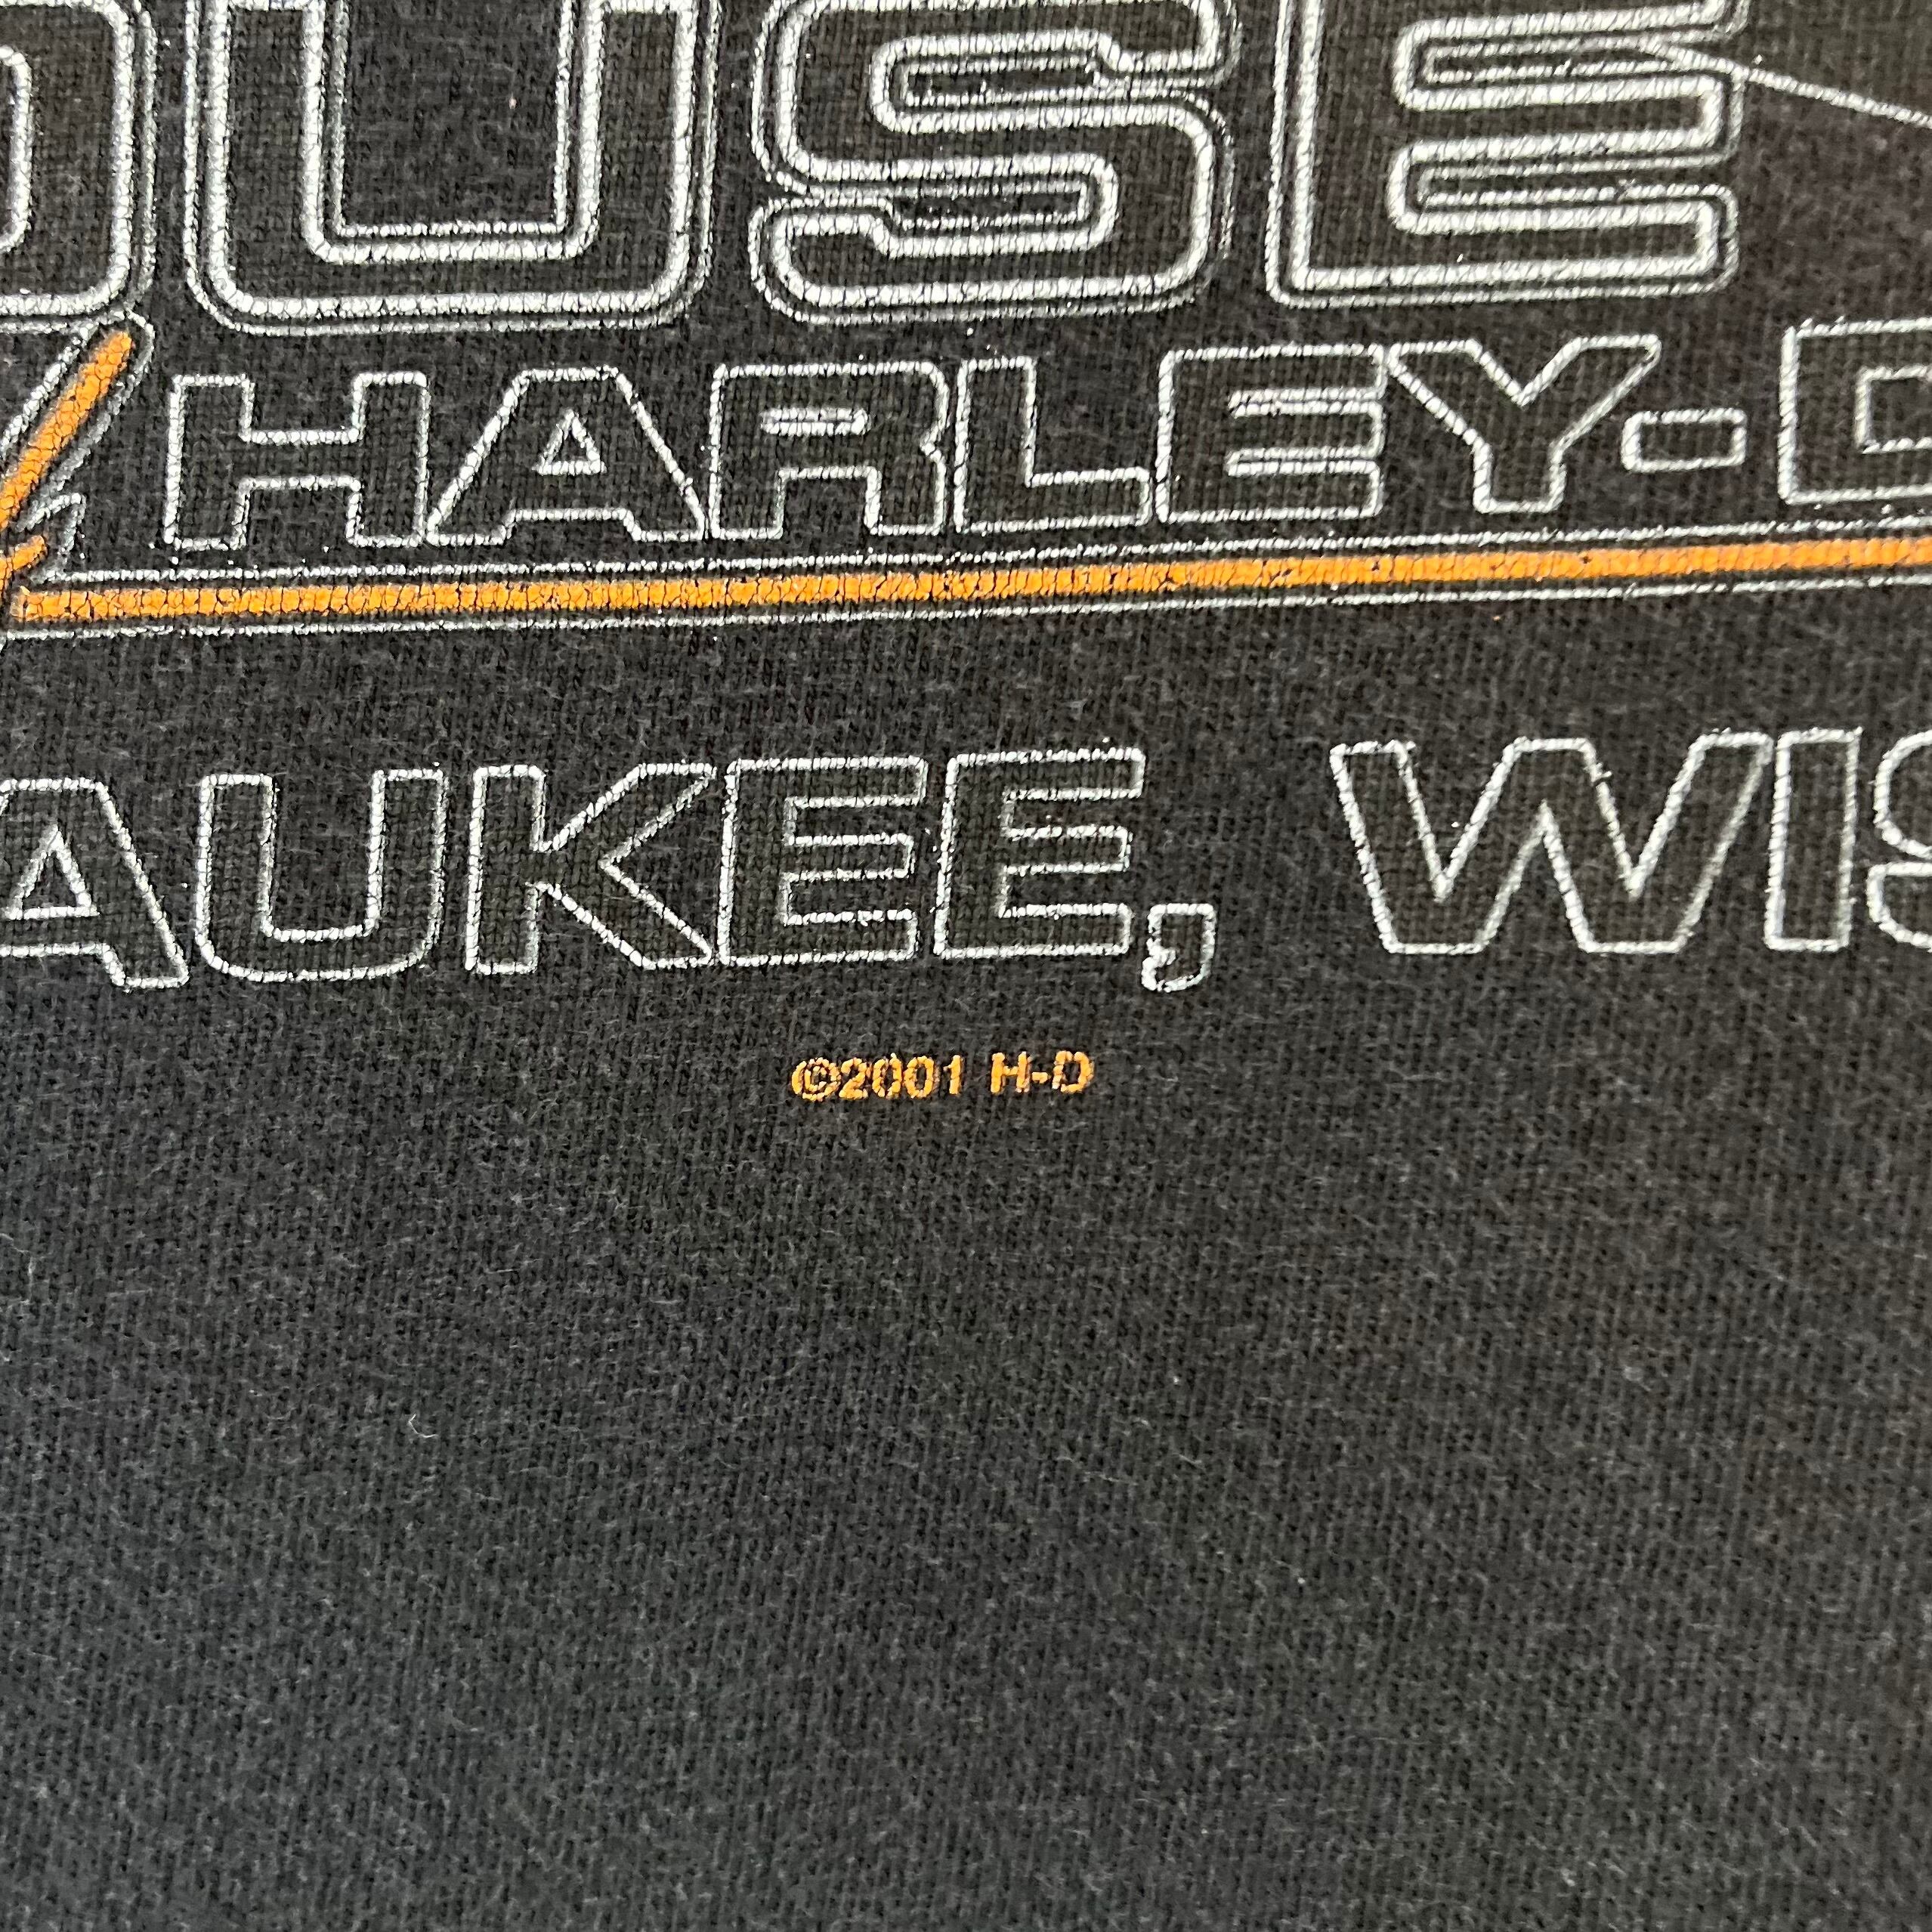 OUSE
HARLEY-D
AUKEE, WIS
©2001 H-D